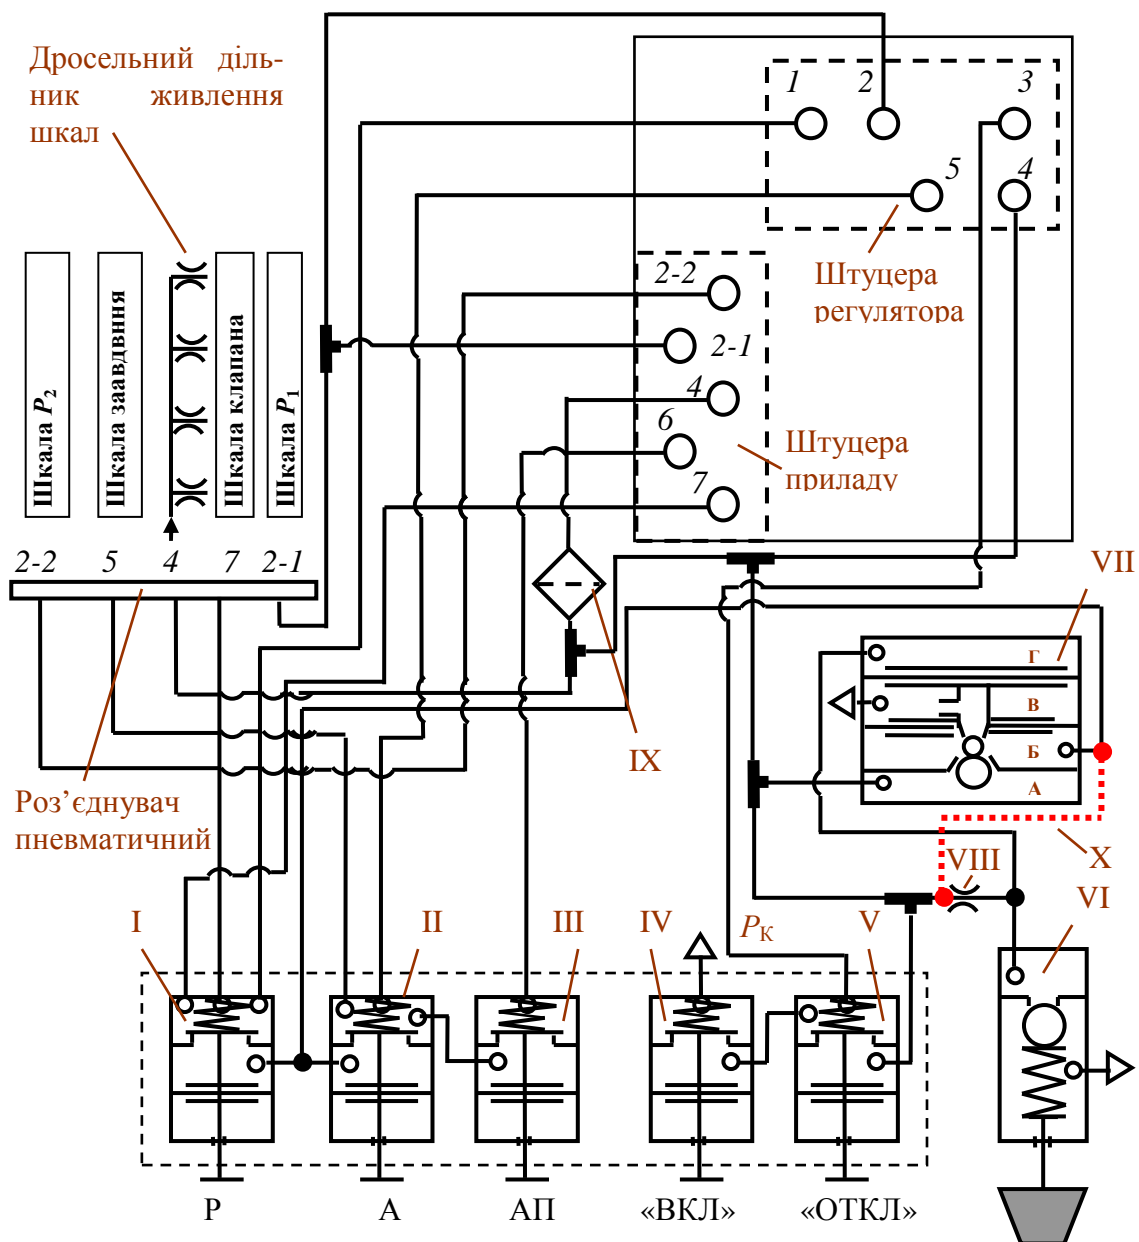 Дросельний діль-
ник живлення
шкал
1
2
3
5
4
Штуцера
регулятора
2-2
2-1
4
6
7
Штуцера
приладу
Шкала P2
Шкала заавдвння
Шкала клапана
Шкала P1
2-2 5 4 7 2-1
Роз’єднувач
пневматичний
IX
VII
Г
В
Б
А
X
VIII
VI
I
II
III
IV
PК
V
Р
А
АП
«ВКЛ»
«ОТКЛ»